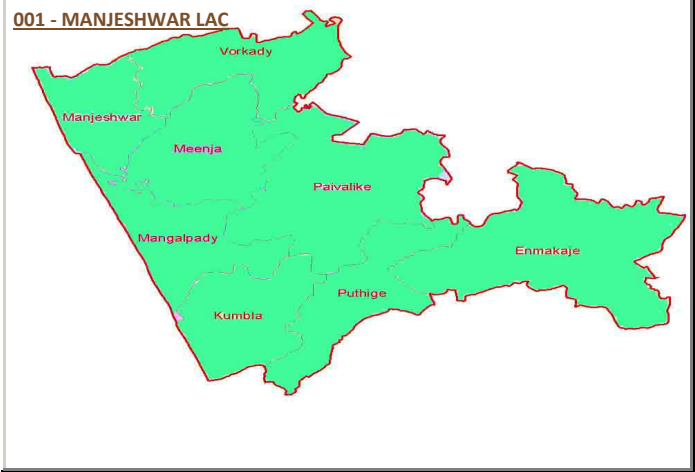 001 - MANJESHWAR LAC
Vorkady
Manjeshwar
Meenja
Paivalike
Mangalpady
Enmakaje
Puthige
Kumbla